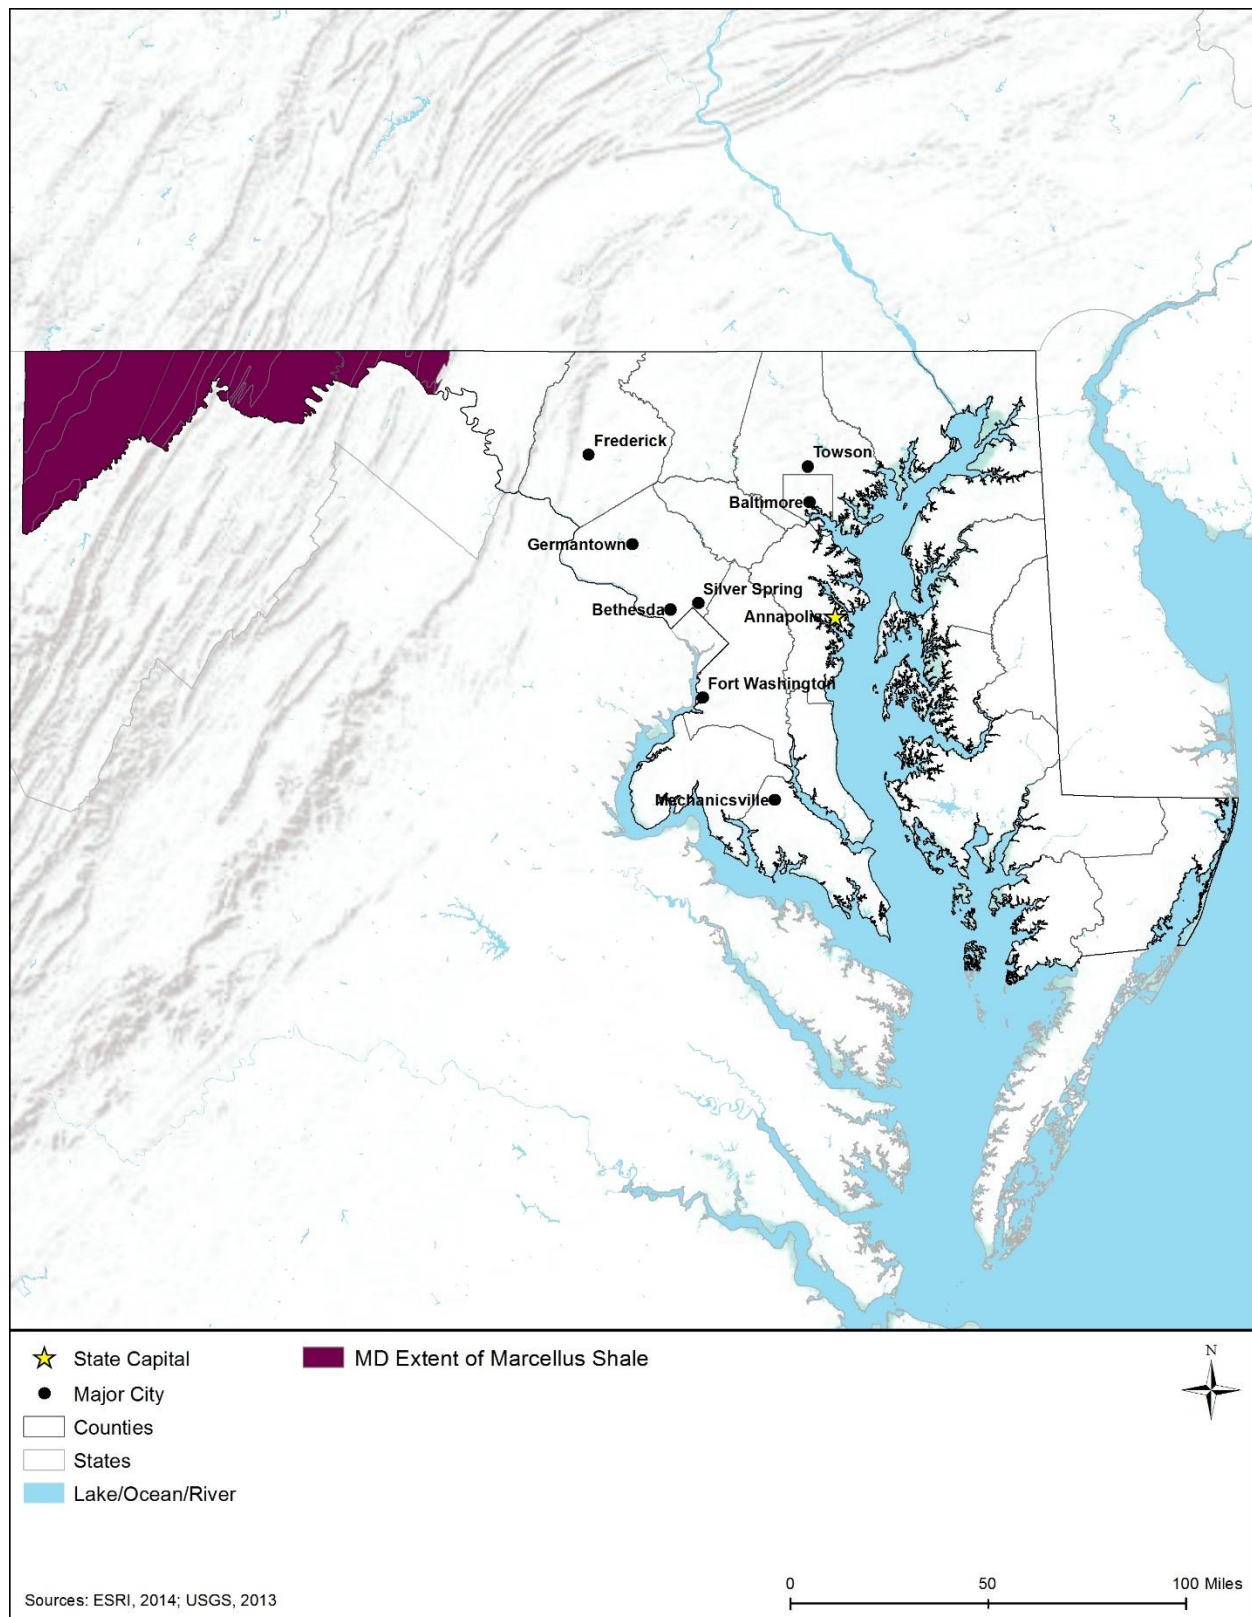 Frederick
Towson
Baltimore
Germantown
Silver Spring
Bethesda
Annapolis
Fort Washington
Mechanicsville
State Capital
MD Extent of Marcellus Shale
N
Major City
Counties
States
Lake/Ocean/River
0 50 100 Miles
Sources: ESRI, 2014; USGS, 2013